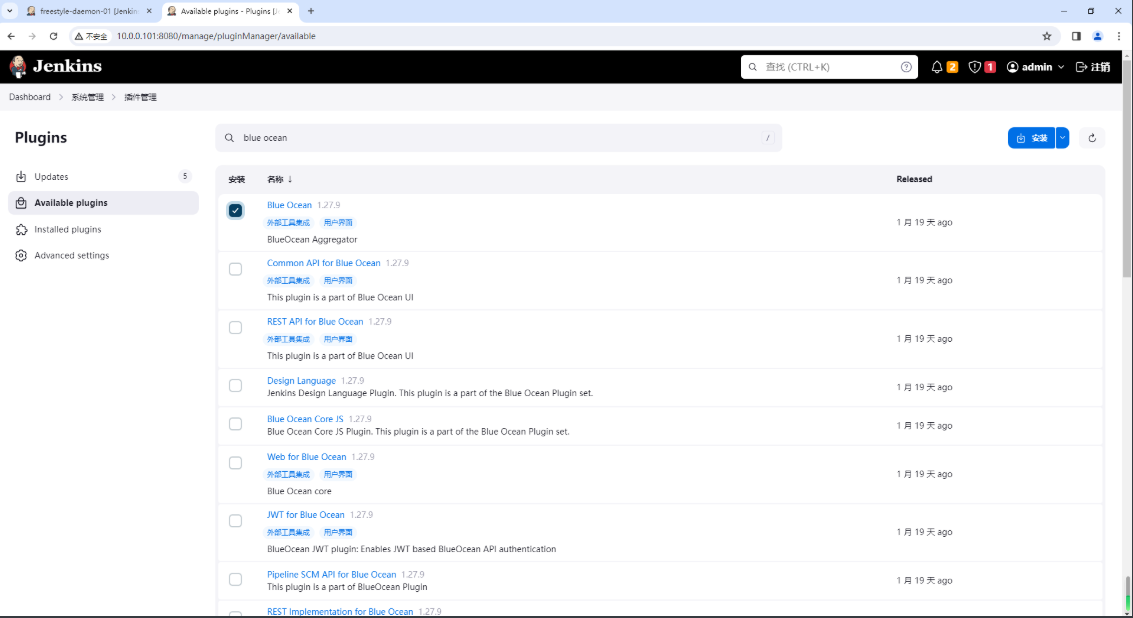 freestyle-daemon-01 [Jenkin
Available plugins - Plugins [J
不安全 10.0.0.101:8080/manage/pluginManager/available
Jenkins
查找 (CTRL+K)
2
1
admin
注销
Dashboard
系统管理
插件管理
Plugins
blue ocean
/
安装
Updates 5
Available plugins
Installed plugins
Advanced settings
安装 名称 ↓ Released
Blue Ocean 1.27.9
外部工具集成 用户界面
BlueOcean Aggregator
1 月 19 天 ago
Common API for Blue Ocean 1.27.9
外部工具集成 用户界面
This plugin is a part of Blue Ocean UI
1 月 19 天 ago
REST API for Blue Ocean 1.27.9
外部工具集成 用户界面
This plugin is a part of Blue Ocean UI
1 月 19 天 ago
Design Language 1.27.9
Jenkins Design Language Plugin. This plugin is a part of the Blue Ocean Plugin set.
1 月 19 天 ago
Blue Ocean Core JS 1.27.9
Blue Ocean Core JS Plugin. This plugin is a part of the Blue Ocean Plugin set.
1 月 19 天 ago
Web for Blue Ocean 1.27.9
外部工具集成 用户界面
Blue Ocean core
1 月 19 天 ago
JWT for Blue Ocean 1.27.9
外部工具集成 用户界面
BlueOcean JWT plugin: Enables JWT based BlueOcean API authentication
1 月 19 天 ago
Pipeline SCM API for Blue Ocean 1.27.9
This plugin is a part of BlueOcean Plugin
1 月 19 天 ago
REST Implementation for Blue Ocean 1.27.9